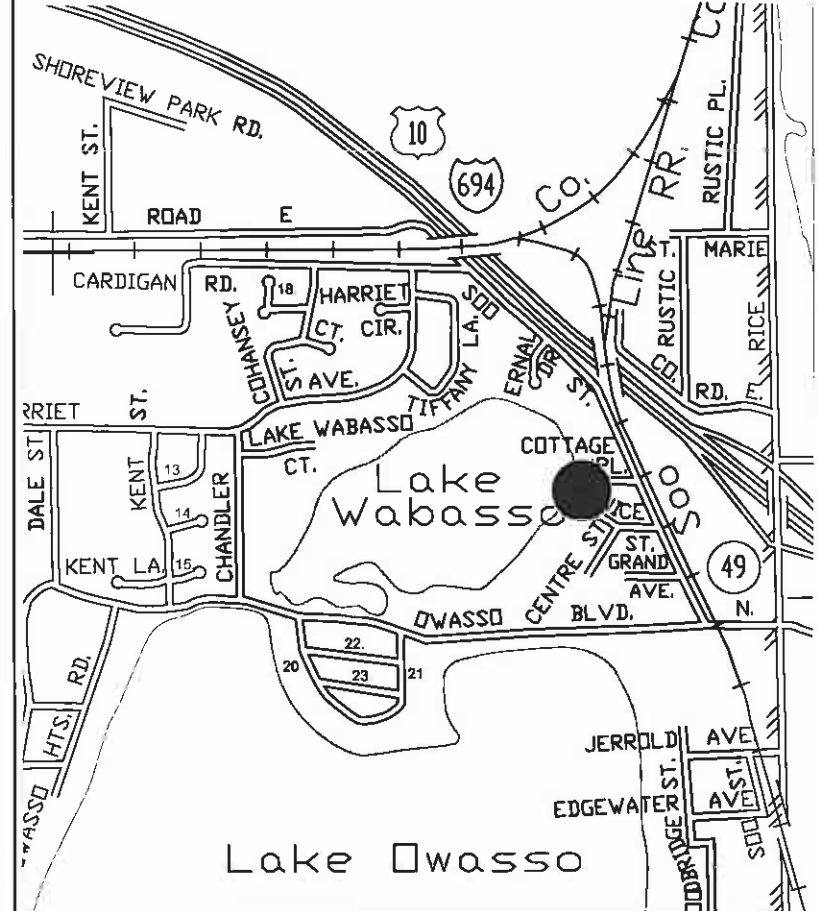 SHOREVIEW PARK RD.
KENT ST.
10
694
Co.
Line RR.
CO
RUSTIC PL.
ROAD E
ST. MARIE
CARDIGAN RD.
18
HARRIET CIR.
COHANSEY ST.
CT.
SOO ST.
TIFFANY LA.
ERNAL DR
RUSTIC
RICE
CO. RD. E.
RRIET AVE.
ST.
KENT
LAKE WABASSO CT.
DALE ST
13
14
15
CHANDLER
KENT LA.
Lake
Wabasso
COTTAGE PL.
CE ST.
CENTRE ST
GRAND AVE.
SOO
49
OWASSO BLVD. N.
20
22
23
21
RD.
HTS.
WASSO
JERROLD AVE
EDGEWATER AVE
ST.
ST.
DBRIDGE
SOO
Lake Owasso